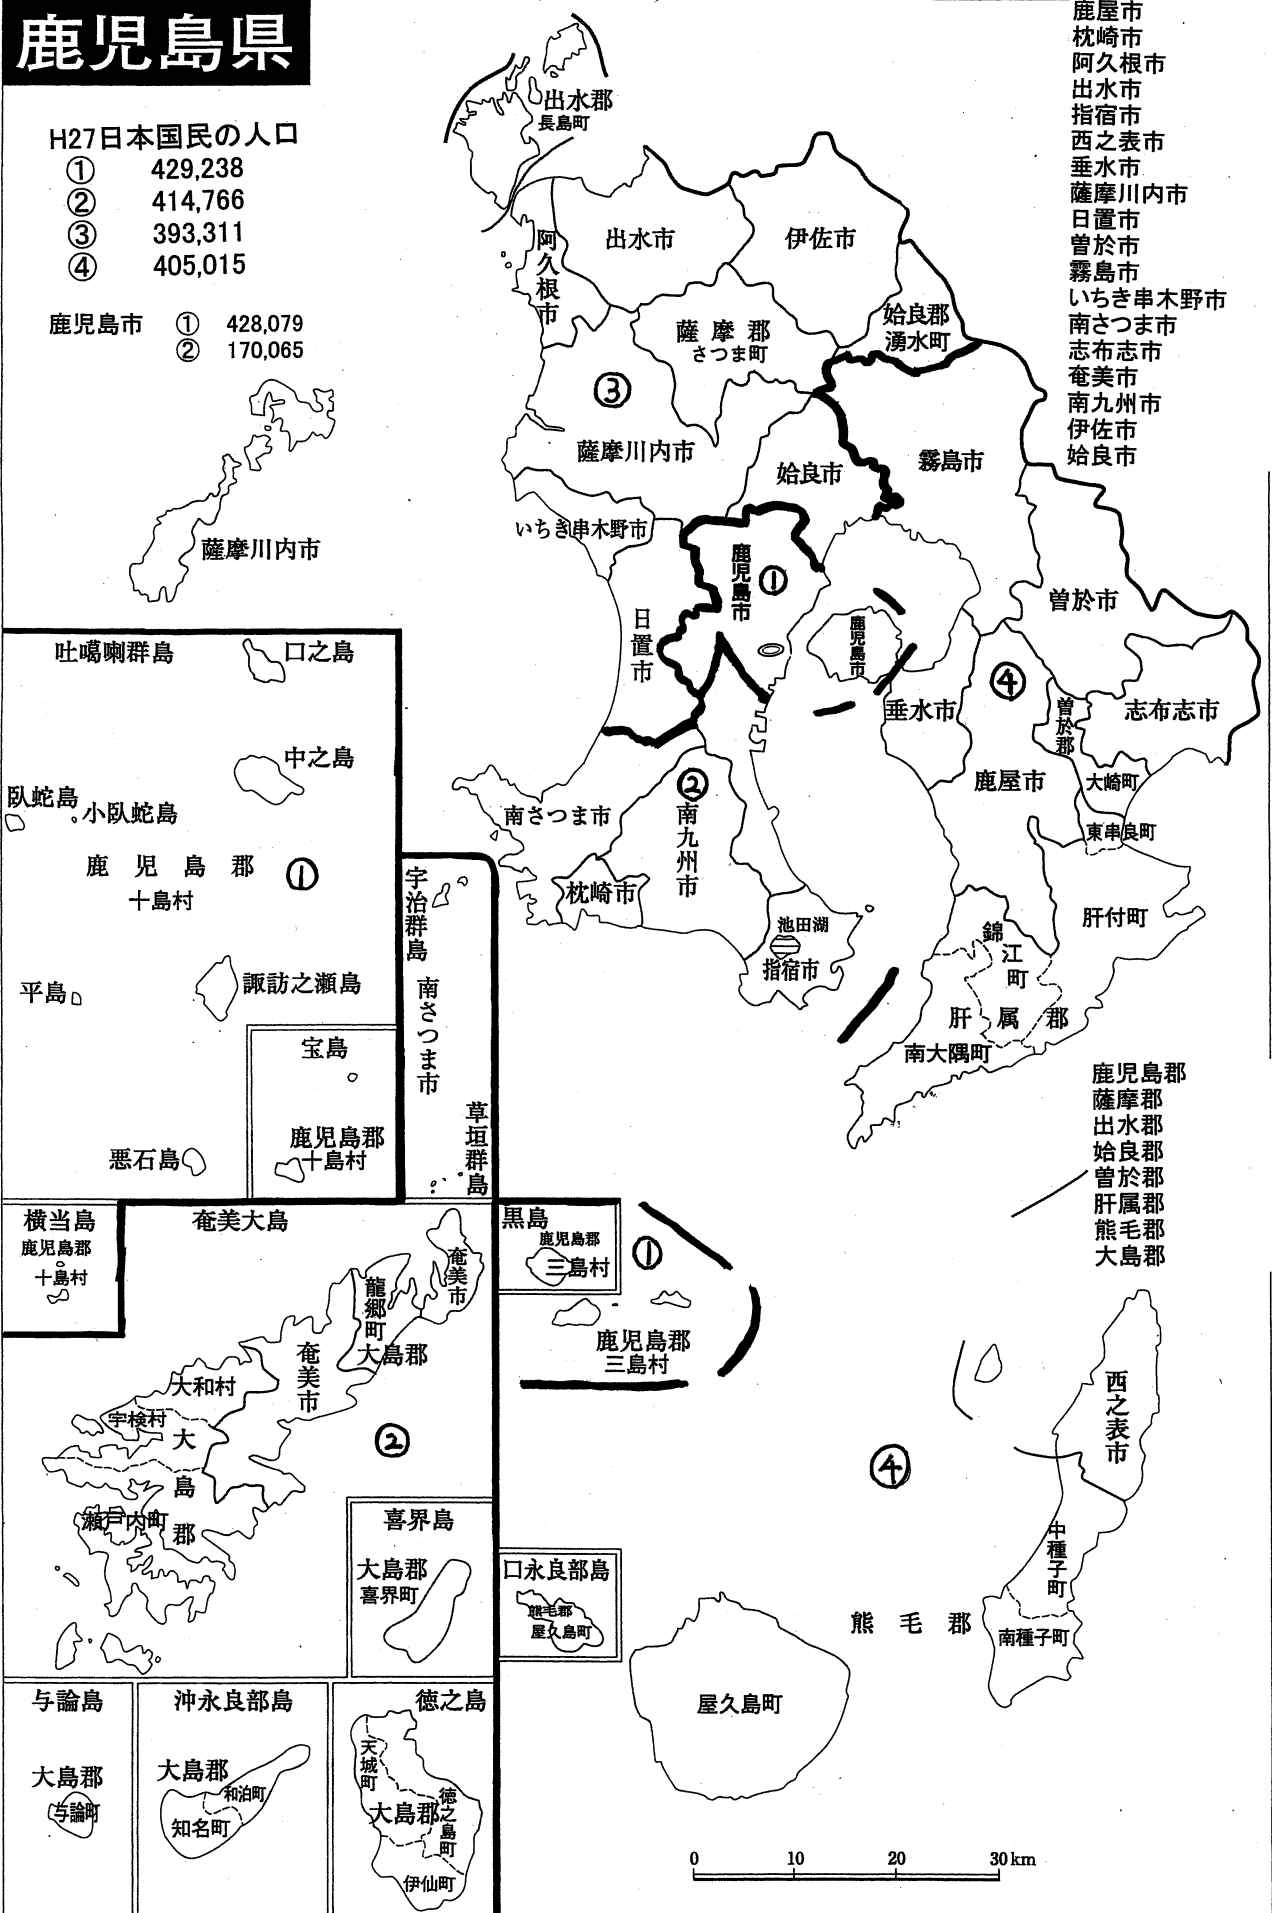 鹿児島県
H27日本国民の人口
① 429,238
② 414,766
③ 393,311
④ 405,015
鹿児島市 ① 428,079
② 170,065
鹿屋市
枕崎市
阿久根市
出水市
指宿市
西之表市
垂水市
薩摩川内市
日置市
曽於市
霧島市
いちき串木野市
南さつま市
志布志市
奄美市
南九州市
伊佐市
姶良市
出水郡
長島町
出水市
伊佐市
阿久根市
姶良郡
湧水町
薩摩郡
さつま町
③
薩摩川内市
姶良市
霧島市
いちき串木野市
薩摩川内市
鹿児島市
①
日置市
鹿児島市
曽於市
④
垂水市
曽於郡
志布志市
鹿屋市
大崎町
東串良町
②
南さつま市
南九州市
枕崎市
池田湖
指宿市
肝付町
錦江町
肝属郡
南大隅町
鹿児島郡
薩摩郡
出水郡
姶良郡
曽於郡
肝属郡
熊毛郡
大島郡
吐噶喇群島
口之島
中之島
臥蛇島
小臥蛇島
鹿児島郡
①
十島村
平島
諏訪之瀬島
宝島
鹿児島郡
十島村
悪石島
宇治群島
南さつま市
草垣群島
横当島
鹿児島郡
十島村
奄美大島
奄美市
龍郷町
大島郡
奄美市
大和村
宇検村
大島郡
瀬戸内町
②
黒島
鹿児島郡
三島村
①
鹿児島郡
三島村
喜界島
大島郡
喜界町
口永良部島
熊毛郡
屋久島町
④
西之表市
中種子町
熊毛郡
南種子町
屋久島町
与論島
大島郡
与論町
沖永良部島
大島郡
和泊町
知名町
徳之島
天城町
大島郡
徳之島町
伊仙町
0 10 20 30km